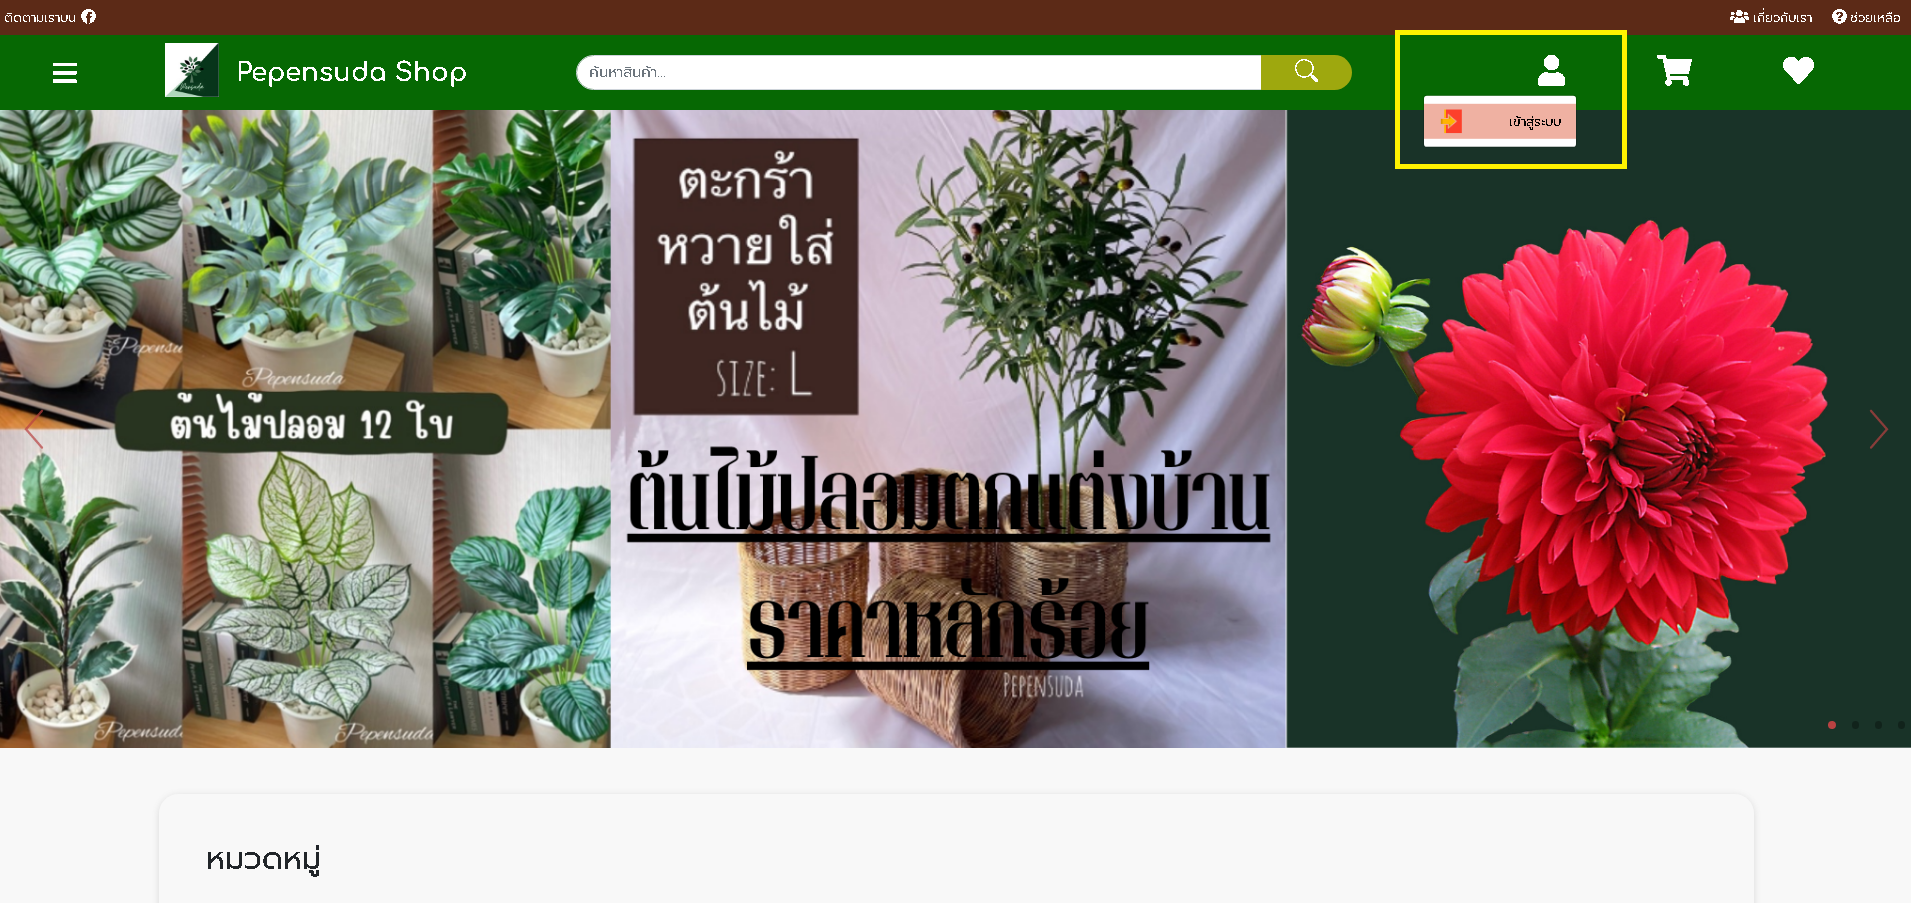 ติดตามเราบน
เกี่ยวกับเรา
ช่วยเหลือ
Pepensuda Shop
ค้นหาสินค้า...
เข้าสู่ระบบ
ตะกร้า
หวายใส่
ต้นไม้
SIZE: L
Pepensuda
ต้นไม้ปลอม 12 ใบ
ต้นไม้ปลอมตกแต่งบ้าน
ราคาหลักร้อย
PEPENSUDA
หมวดหมู่